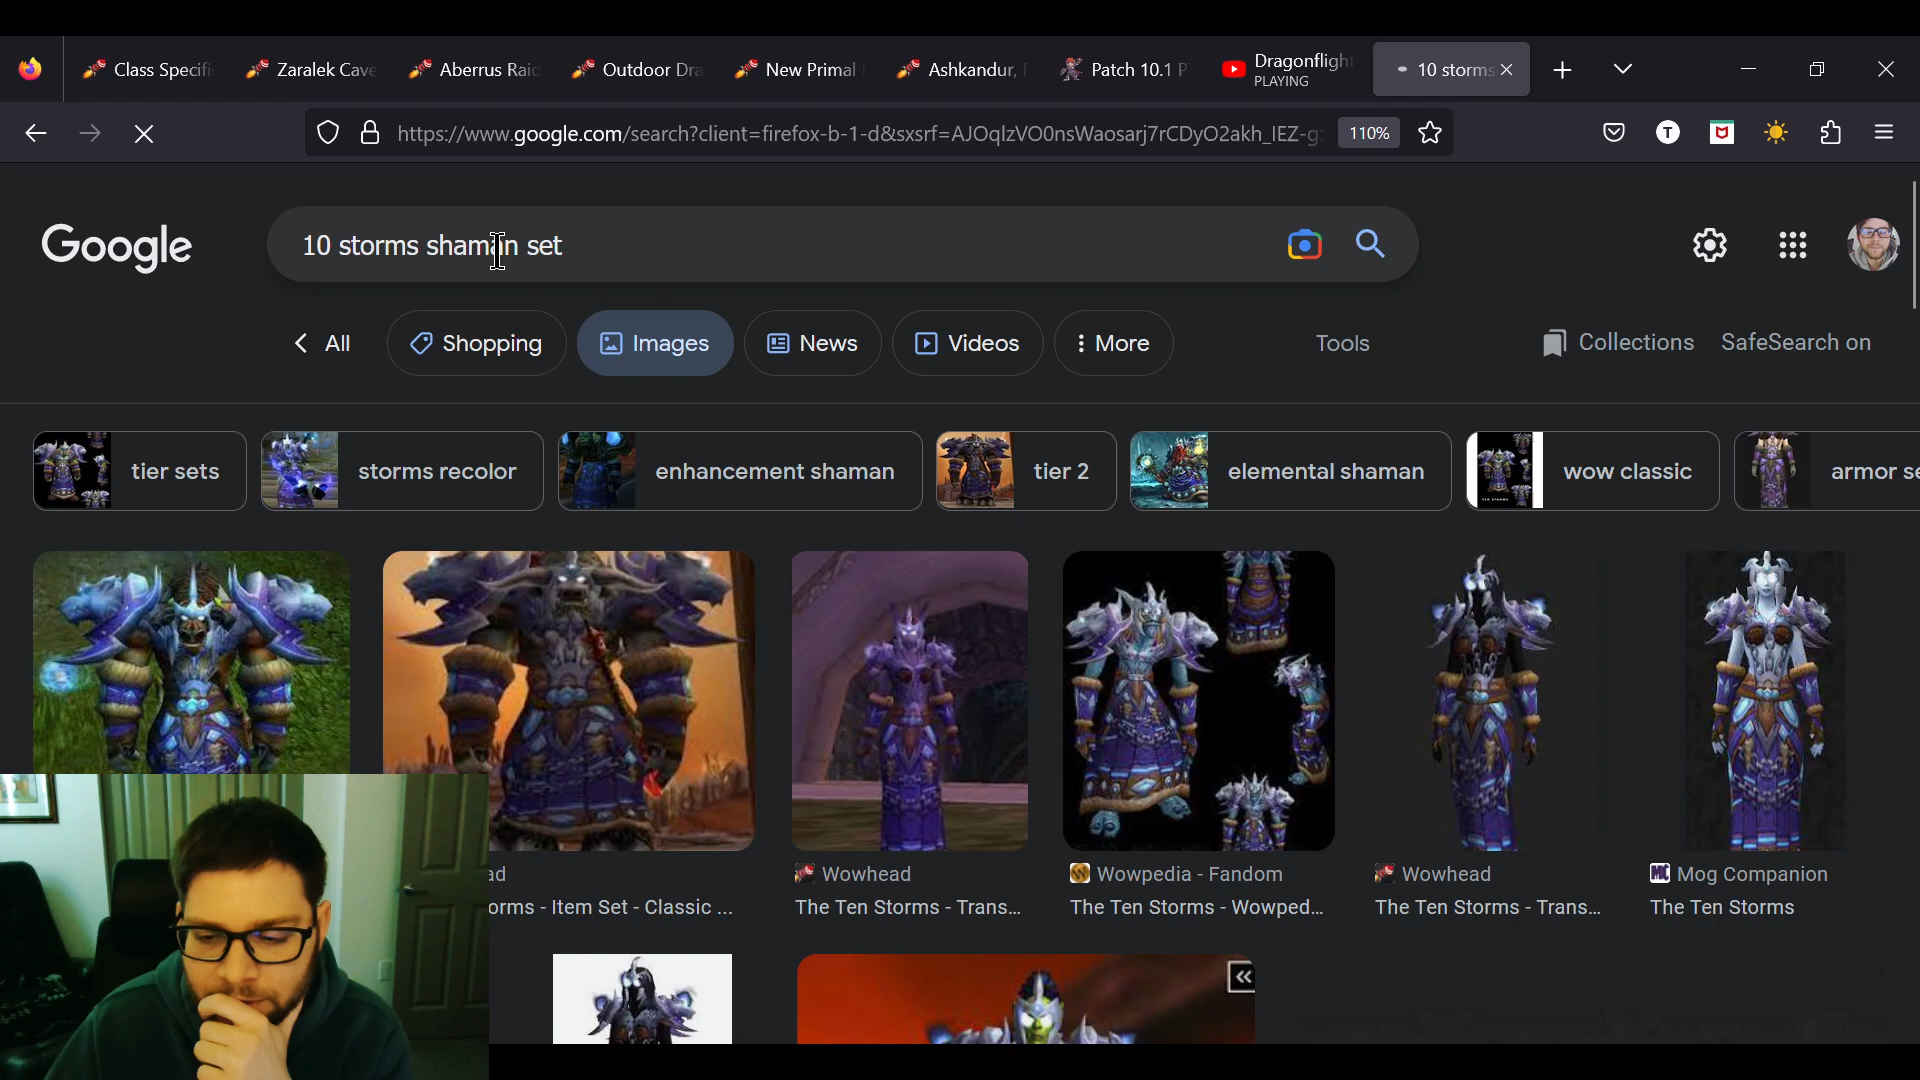 Class Specifi
Zaralek Cave
Aberrus Raid
Outdoor Dra
New Primal
Ashkandur, F
Patch 10.1 P
Dragonflight
PLAYING
10 storms
https://www.google.com/search?client=firefox-b-1-d&sxsrf=AJOqlzVO0nsWaosarj7rCDyO2akh_IEZ-g:
110%
Google
10 storms shaman set
All
Shopping
Images
News
Videos
More
Tools
Collections
SafeSearch on
tier sets
storms recolor
enhancement shaman
tier 2
elemental shaman
wow classic
armor se
ad
Wowhead
Wowpedia - Fandom
Wowhead
Mog Companion
orms - Item Set - Classic ...
The Ten Storms - Trans...
The Ten Storms - Wowped...
The Ten Storms - Trans...
The Ten Storms